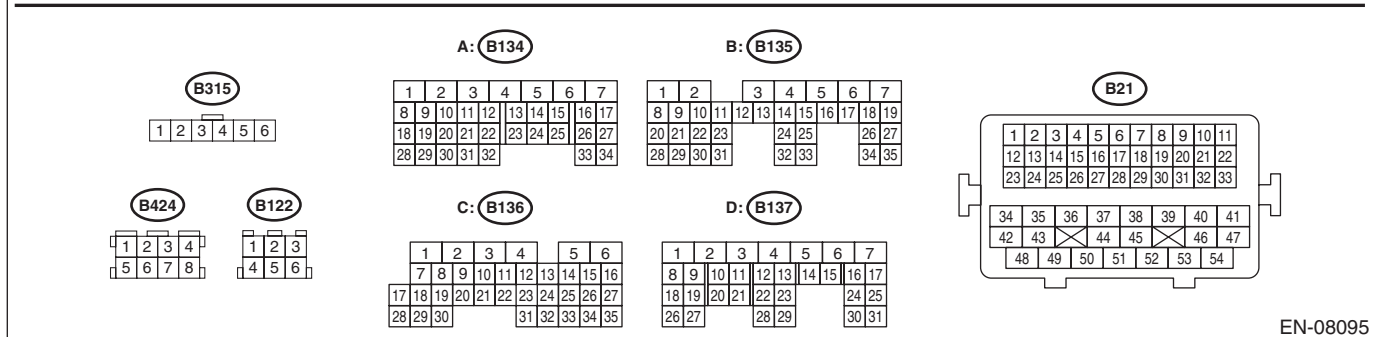 A: B134
B: B135
B21
B315
1 2 3 4 5 6 7
8 9 10 11 12 13 14 15 16 17
18 19 20 21 22 23 24 25 26 27
28 29 30 31 32 33 34
1 2 3 4 5 6 7
8 9 10 11 12 13 14 15 16 17 18 19
20 21 22 23 24 25 26 27
28 29 30 31 32 33 34 35
1 2 3 4 5 6
1 2 3 4 5 6 7 8 9 10 11
12 13 14 15 16 17 18 19 20 21 22
23 24 25 26 27 28 29 30 31 32 33
34 35 36 37 38 39 40 41
42 43 44 45 46 47
48 49 50 51 52 53 54
B424
B122
C: B136
D: B137
1 2 3 4
5 6 7 8
1 2 3
4 5 6
1 2 3 4 5 6
7 8 9 10 11 12 13 14 15 16
17 18 19 20 21 22 23 24 25 26 27
28 29 30 31 32 33 34 35
1 2 3 4 5 6 7
8 9 10 11 12 13 14 15 16 17
18 19 20 21 22 23 24 25
26 27 28 29 30 31
EN-08095